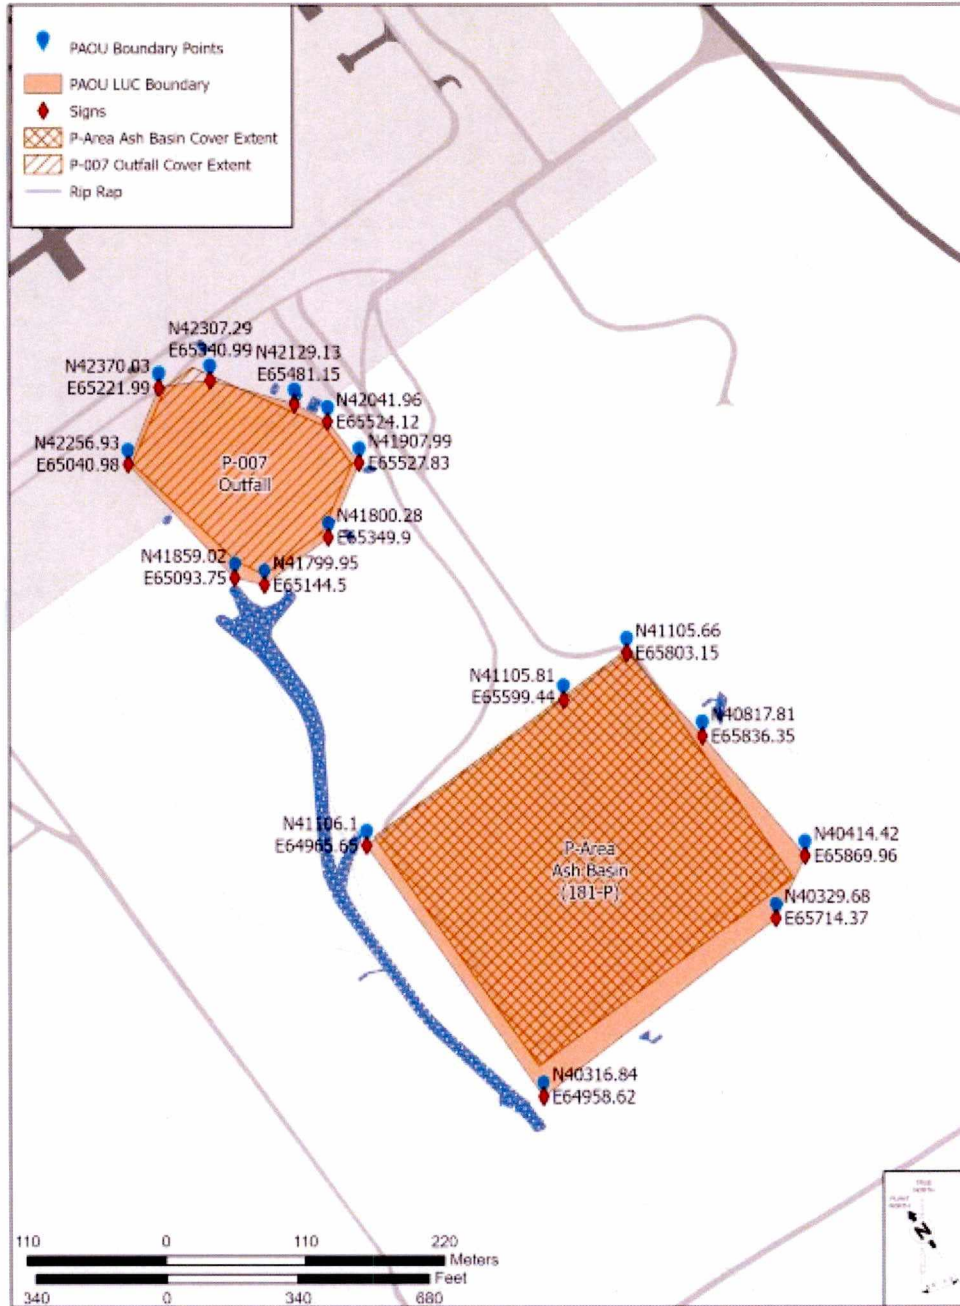 PAOU Boundary Points
PAOU LUC Boundary
Signs
P-Area Ash Basin Cover Extent
P-007 Outfall Cover Extent
Rip Rap
N42307.29
E65340.99
N42370.03
E65221.99
N42129.13
E65481.15
N42041.96
E65524.12
N42256.93
E65040.98
N41907.99
E65527.83
P-007
Outfall
N41800.28
E65349.9
N41859.02
E65093.75
N41799.95
E65144.5
N41105.66
E65803.15
N41105.81
E65599.44
N40817.81
E65836.35
N41106.1
E64965.65
N40414.42
E65869.96
P-Area
Ash Basin
(181-P)
N40329.68
E65714.37
N40316.84
E64958.62
TRUE
NORTH
PLANT
NORTH
N
110 0 110 220
Meters
Feet
340 0 340 680